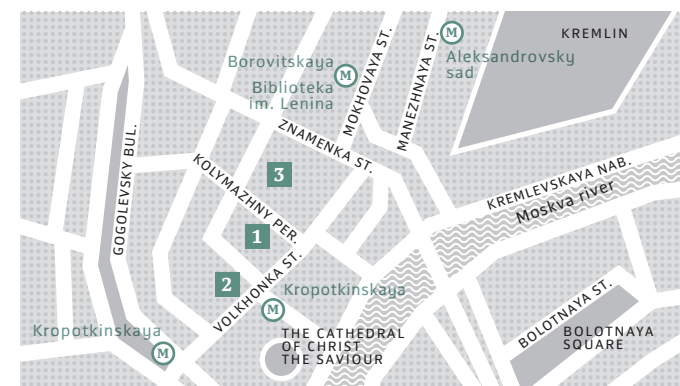 KREMLIN
Borovitskaya
M
Biblioteka
im. Lenina
M
Aleksandrovsky
sad
MOKHOVAYA ST.
MANEZHNAYA ST.
ZNAMENKA ST.
GOGOLEVSKY BUL.
KOLYMAZHNY PER.
3
1
2
VOLKHONKA ST.
KREMLEVSKAYA NAB.
Moskva river
Kropotkinskaya
M
Kropotkinskaya
M
THE CATHEDRAL
OF CHRIST
THE SAVIOUR
BOLOTNAYA ST.
BOLOTNAYA
SQUARE